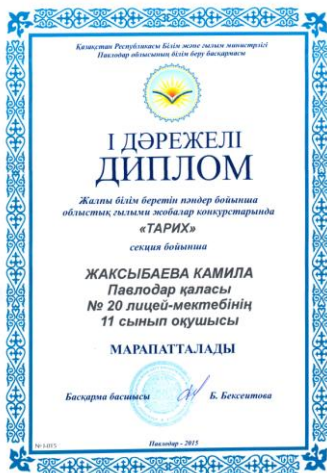 Қазақстан Республикасы Білім және ғылым министрлігі
Павлодар облысының білім беру басқармасы
I ДӘРЕЖЕЛІ
ДИПЛОМ
Жалпы білім беретін пәндер бойынша
облыстық ғылыми жобалар конкурстарында
«ТАРИХ»
секция бойынша
ЖАКСЫБАЕВА КАМИЛА
Павлодар қаласы
№ 20 лицей-мектебінің
11 сынып оқушысы
МАРАПАТТАЛАДЫ
Басқарма басшысы Б. Бексеитова
Павлодар - 2015